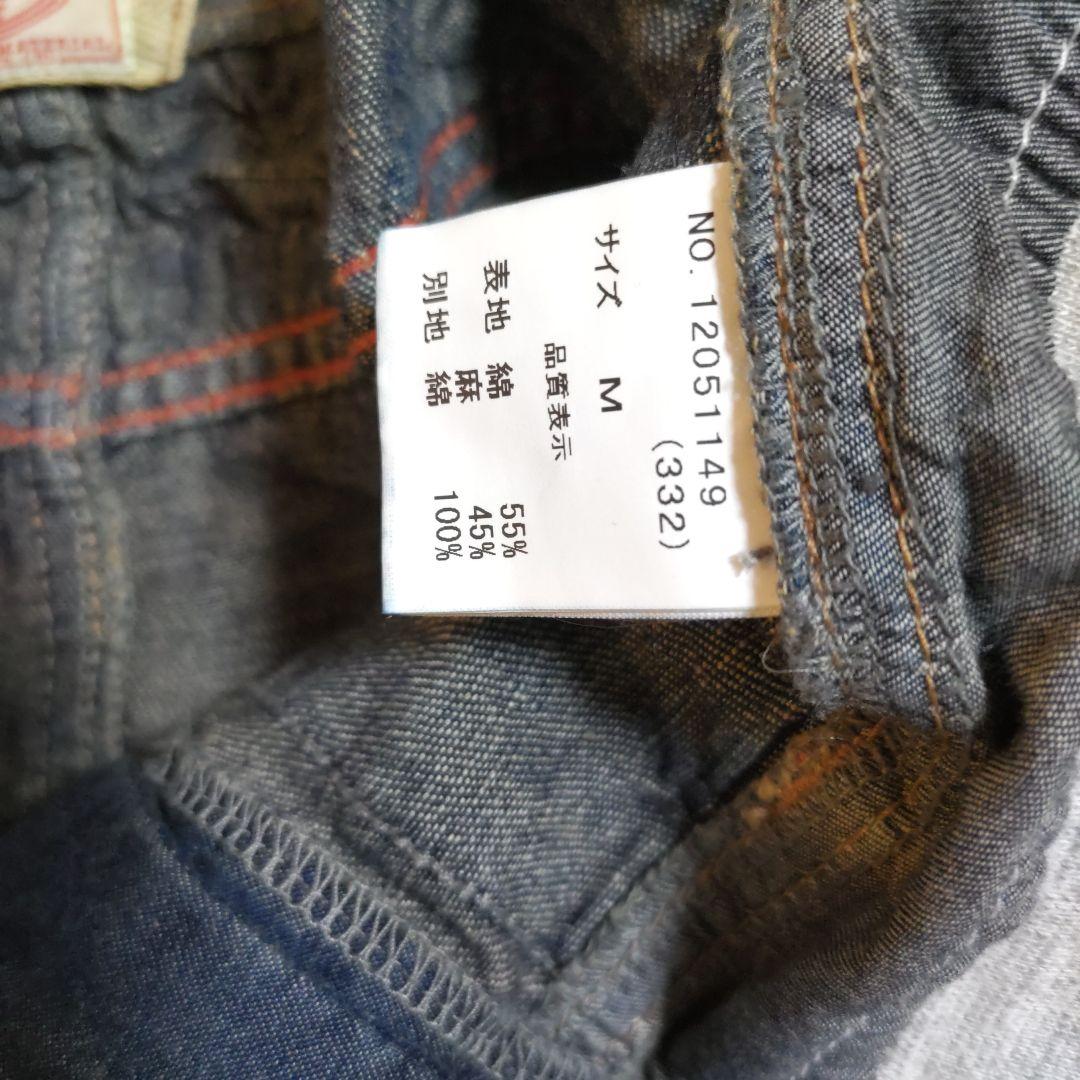 NO. 12051149
(332)
サイズ M
品質表示
表地 綿 55%
麻 45%
別地 綿 100%
MATERIAL